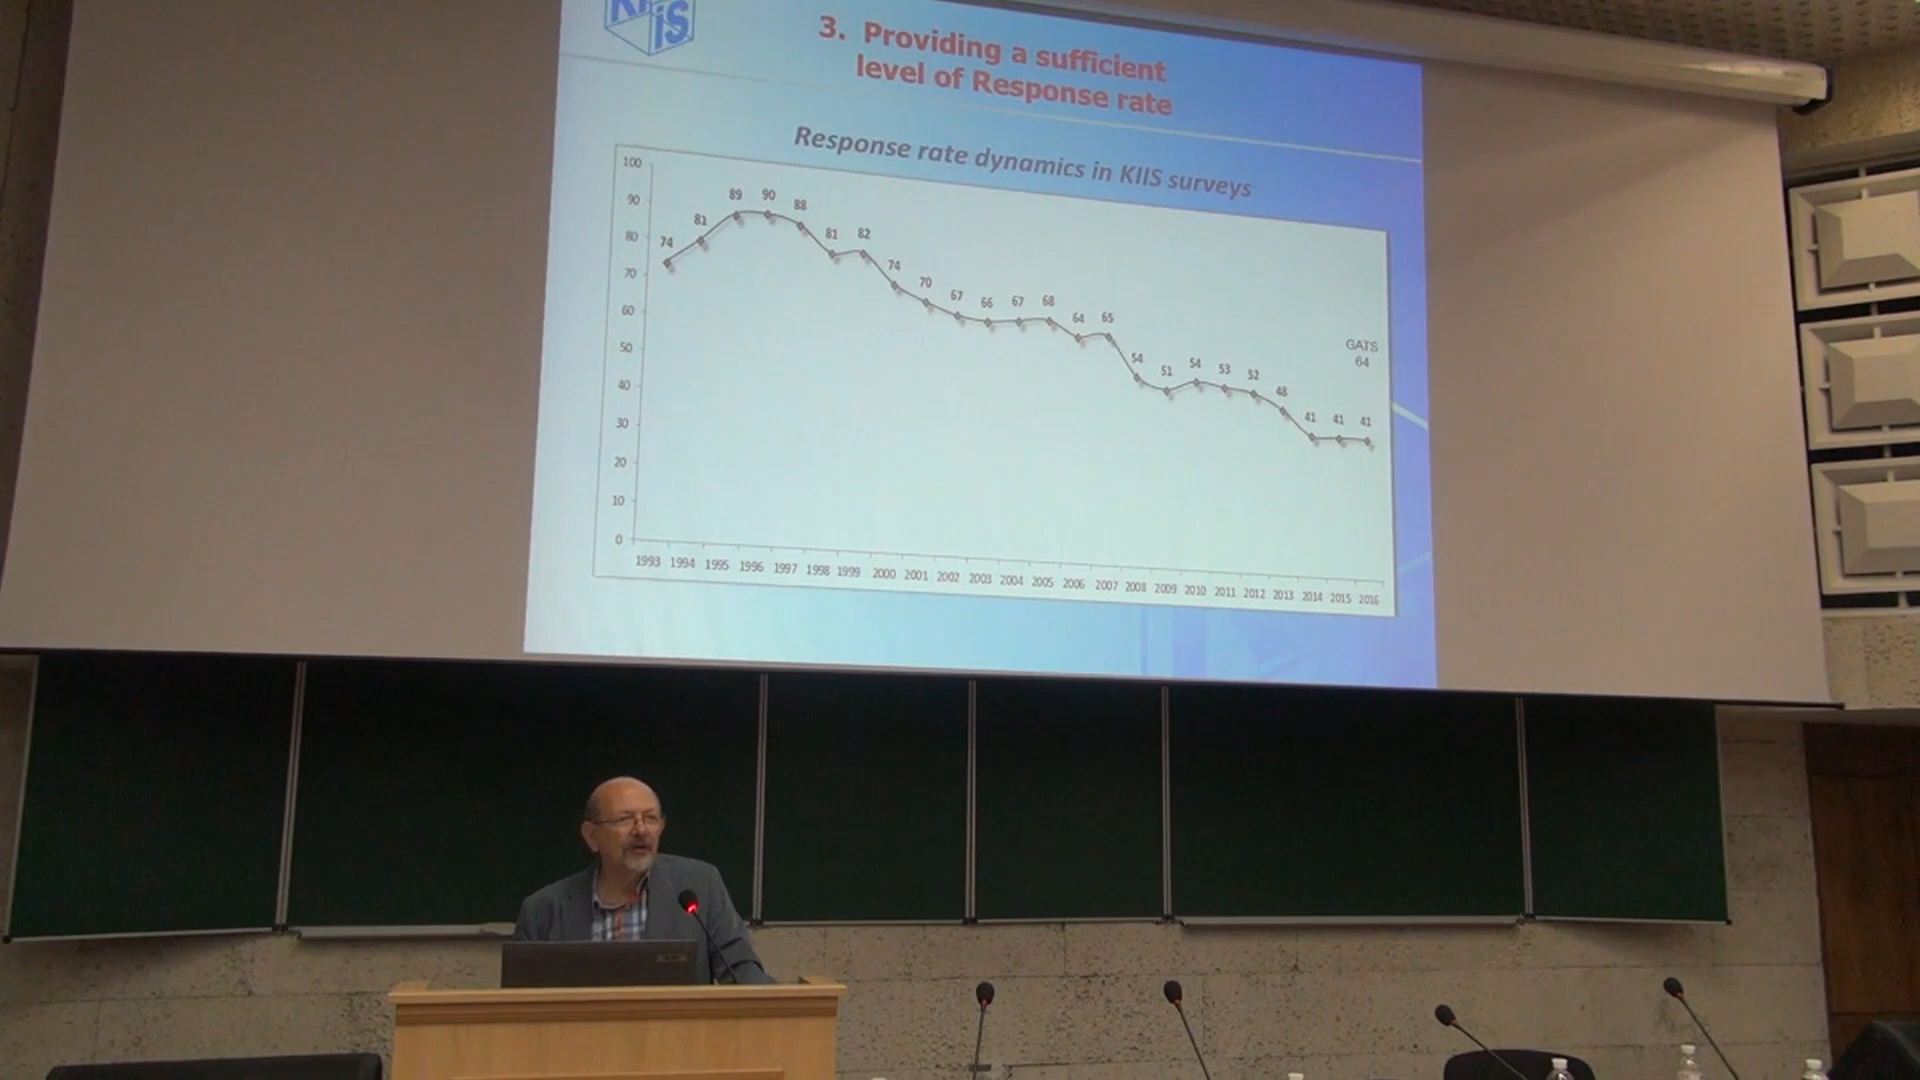 KIIS
3. Providing a sufficient
level of Response rate
Response rate dynamics in KIIS surveys
100
90
80
70
60
50
40
30
20
10
0
74 81 89 90 88 81 82 74 70 67 66 67 68 64 65 54 51 54 53 52 48 41 41 41
GATS
64
1993 1994 1995 1996 1997 1998 1999 2000 2001 2002 2003 2004 2005 2006 2007 2008 2009 2010 2011 2012 2013 2014 2015 2016